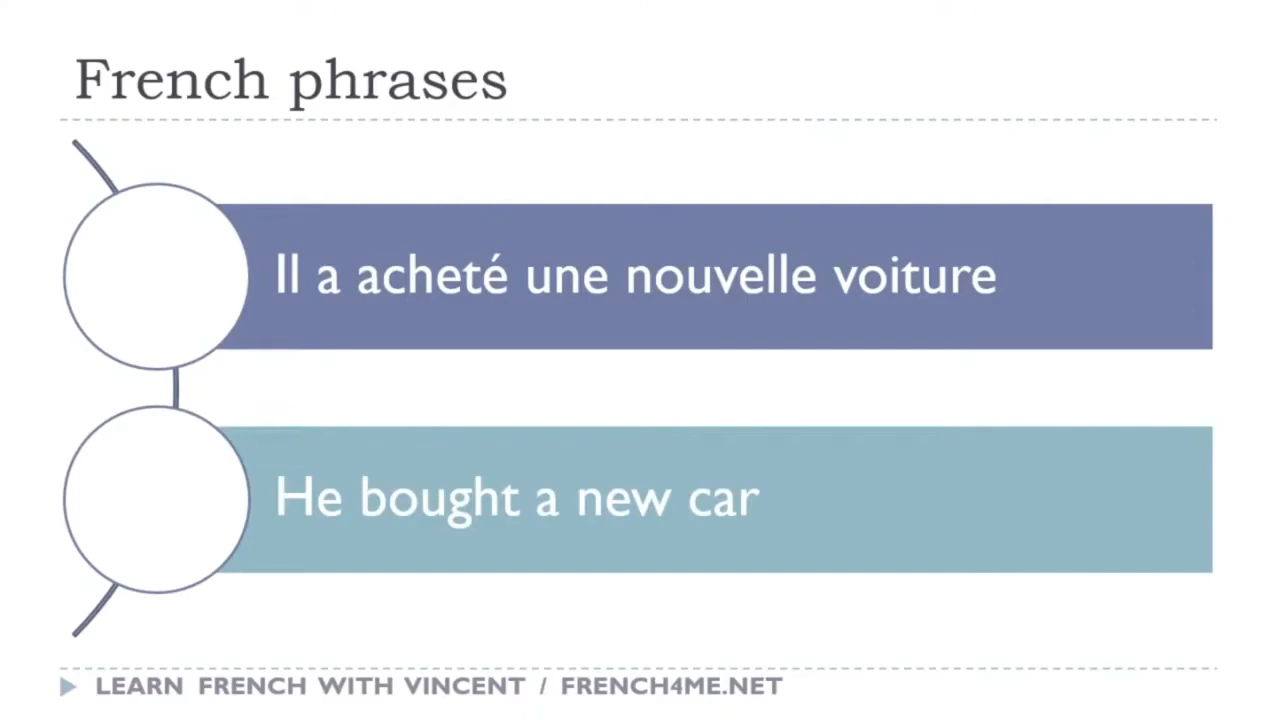 French phrases
Il a acheté une nouvelle voiture
He bought a new car
LEARN FRENCH WITH VINCENT / FRENCH4ME.NET